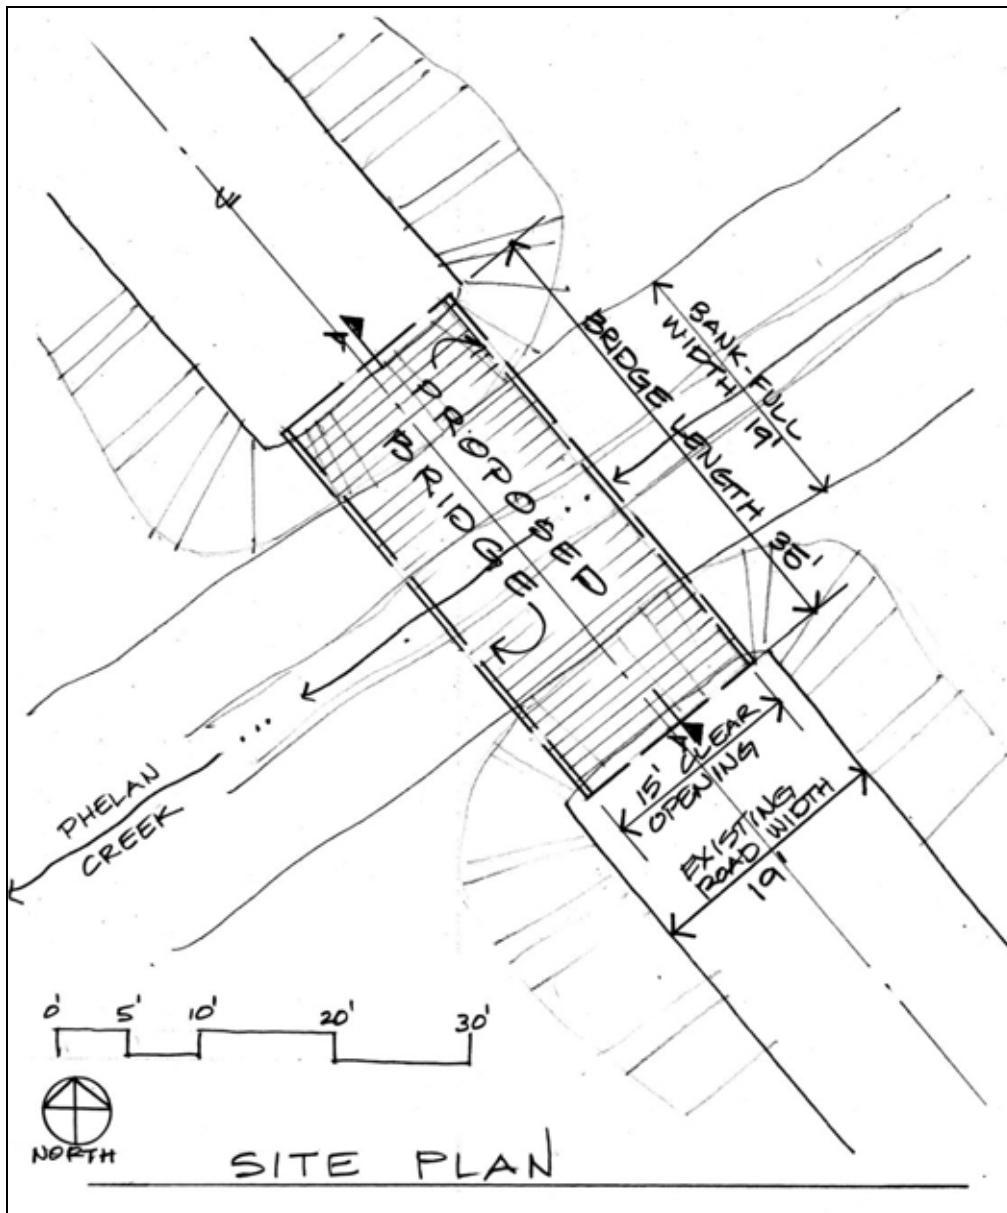 ℄
A
PROPOSED
BRIDGE
BANK-FULL
WIDTH 19'
BRIDGE LENGTH 35'
A
15' CLEAR
OPENING
EXISTING
ROAD WIDTH
19'
PHELAN
CREEK
0' 5' 10' 20' 30'
NORTH
SITE PLAN